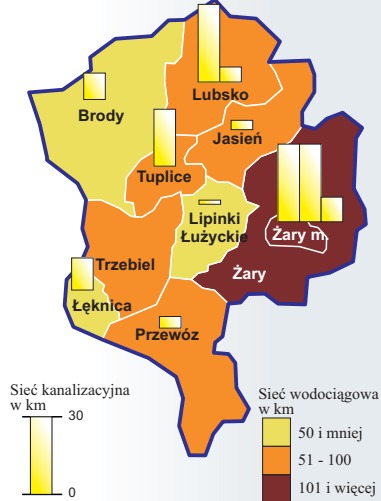 Lubsko
Brody
Jasień
Tuplice
Lipinki
Łużyckie
Żary m.
Trzebiel
Żary
Łęknica
Przewóz
Sieć kanalizacyjna
w km
30
0
Sieć wodociągowa
w km
50 i mniej
51 - 100
101 i więcej